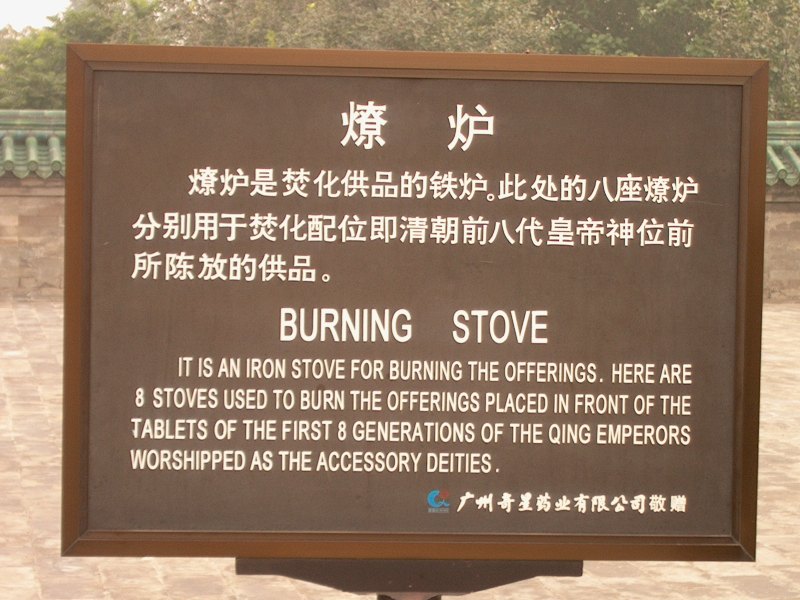 燎 炉
燎炉是焚化供品的铁炉。此处的八座燎炉
分别用于焚化配位即清朝前八代皇帝神位前
所陈放的供品。
BURNING STOVE
IT IS AN IRON STOVE FOR BURNING THE OFFERINGS. HERE ARE
8 STOVES USED TO BURN THE OFFERINGS PLACED IN FRONT OF THE
TABLETS OF THE FIRST 8 GENERATIONS OF THE QING EMPERORS
WORSHIPPED AS THE ACCESSORY DEITIES.
广州奇星药业有限公司敬赠